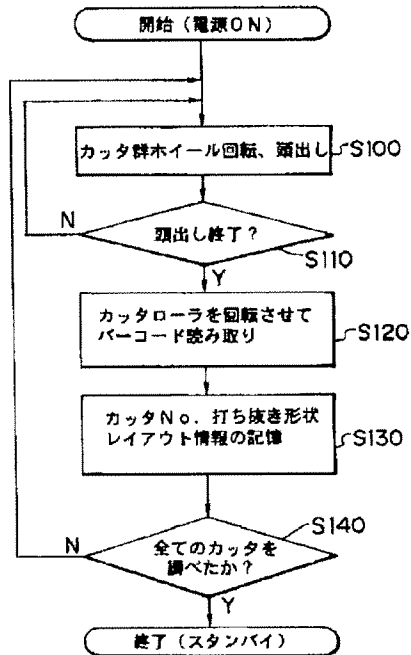 開始(電源ON)
カッタ群ホイール回転、頭出し
S100
N
頭出し終了?
S110
Y
カッタローラを回転させて
バーコード読み取り
S120
カッタNo.打ち抜き形状
レイアウト情報の記憶
S130
S140
N
全てのカッタを
調べたか?
Y
終了(スタンバイ)